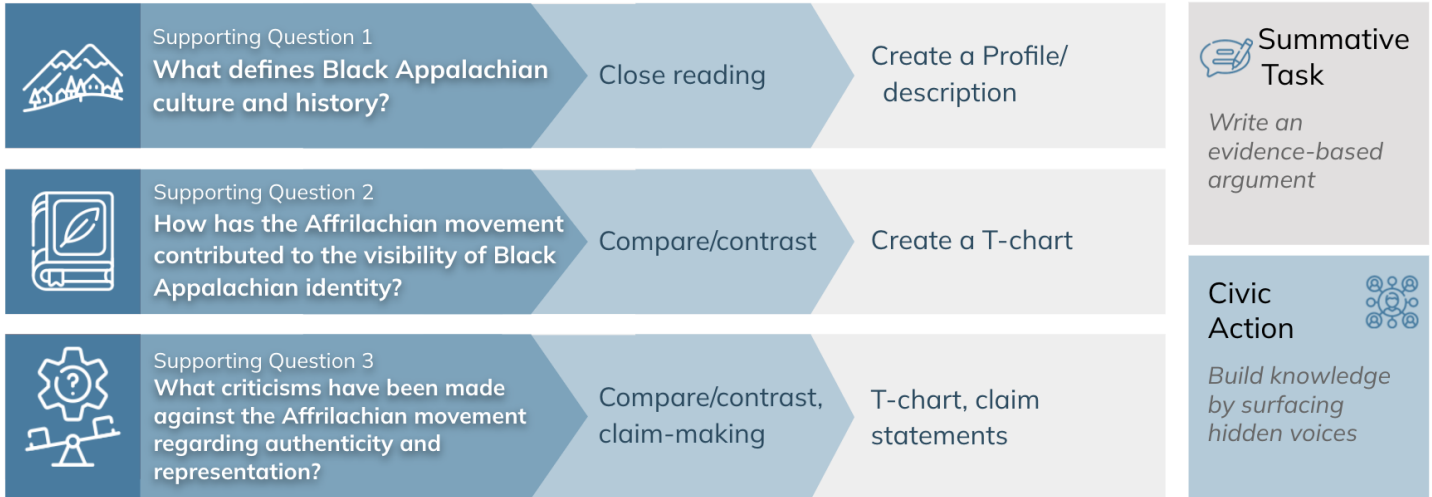 Supporting Question 1
What defines Black Appalachian
culture and history?
Close reading
Create a Profile/
description
Supporting Question 2
How has the Affrilachian movement
contributed to the visibility of Black
Appalachian identity?
Compare/contrast
Create a T-chart
Supporting Question 3
What criticisms have been made
against the Affrilachian movement
regarding authenticity and
representation?
Compare/contrast,
claim-making
T-chart, claim
statements
Summative
Task
Write an
evidence-based
argument
Civic
Action
Build knowledge
by surfacing
hidden voices